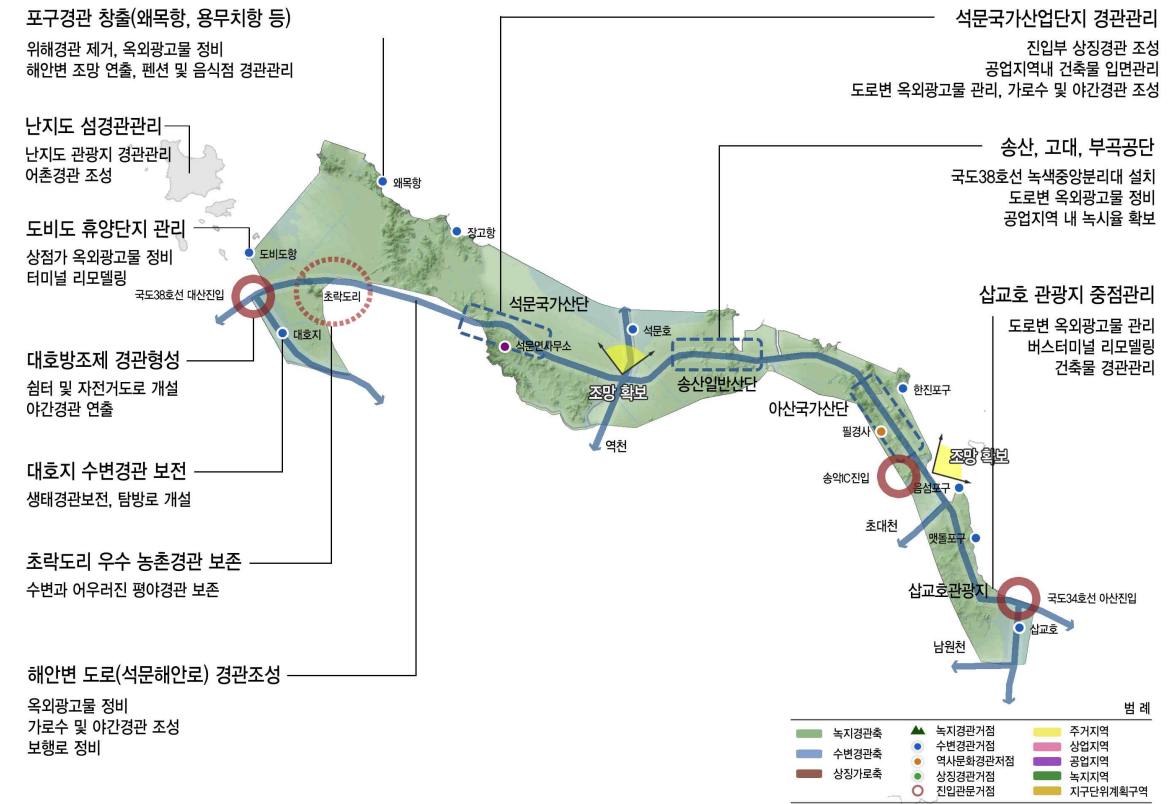 포구경관 창출(왜목항, 용무치항 등)
위해경관 제거, 옥외광고물 정비
해안변 조망 연출, 펜션 및 음식점 경관관리
난지도 섬경관관리
난지도 관광지 경관관리
어촌경관 조성
도비도 휴양단지 관리
상점가 옥외광고물 정비
터미널 리모델링
국도38호선 대산진입
대호방조제 경관형성
쉼터 및 자전거도로 개설
야간경관 연출
대호지 수변경관 보전
생태경관보전, 탐방로 개설
초락도리 우수 농촌경관 보존
수변과 어우러진 평야경관 보존
해안변 도로(석문해안로) 경관조성
옥외광고물 정비
가로수 및 야간경관 조성
보행로 정비
석문국가산업단지 경관관리
진입부 상징경관 조성
공업지역내 건축물 입면관리
도로변 옥외광고물 관리, 가로수 및 야간경관 조성
송산, 고대, 부곡공단
국도38호선 녹색중앙분리대 설치
도로변 옥외광고물 정비
공업지역 내 녹시율 확보
삽교호 관광지 중점관리
도로변 옥외광고물 관리
버스터미널 리모델링
건축물 경관관리
왜목항
장고항
도비도항
초락도리
대호지
석문국가산단
석문면사무소
석문호
조망 확보
역천
송산일반산단
아산국가산단
한진포구
필경사
조망 확보
송악IC진입
음섬포구
초대천
맷돌포구
삽교호관광지
국도34호선 아산진입
삽교호
남원천
범 례
녹지경관축
수변경관축
상징가로축
녹지경관거점
수변경관거점
역사문화경관저점
상징경관거점
진입관문거점
주거지역
상업지역
공업지역
녹지지역
지구단위계획구역